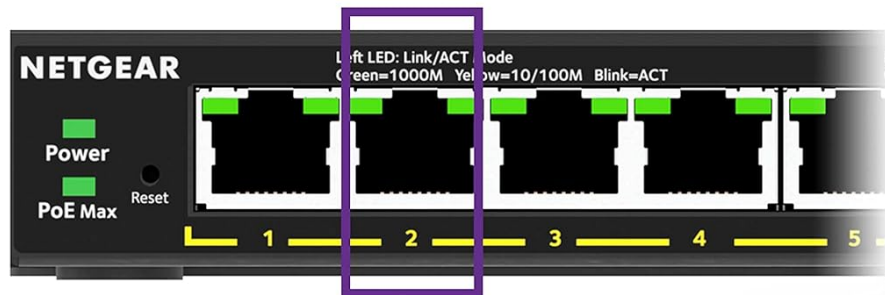 Left LED: Link/ACT Mode
Green=1000M Yellow=10/100M Blink=ACT
NETGEAR
Power
PoE Max
Reset
1 2 3 4 5